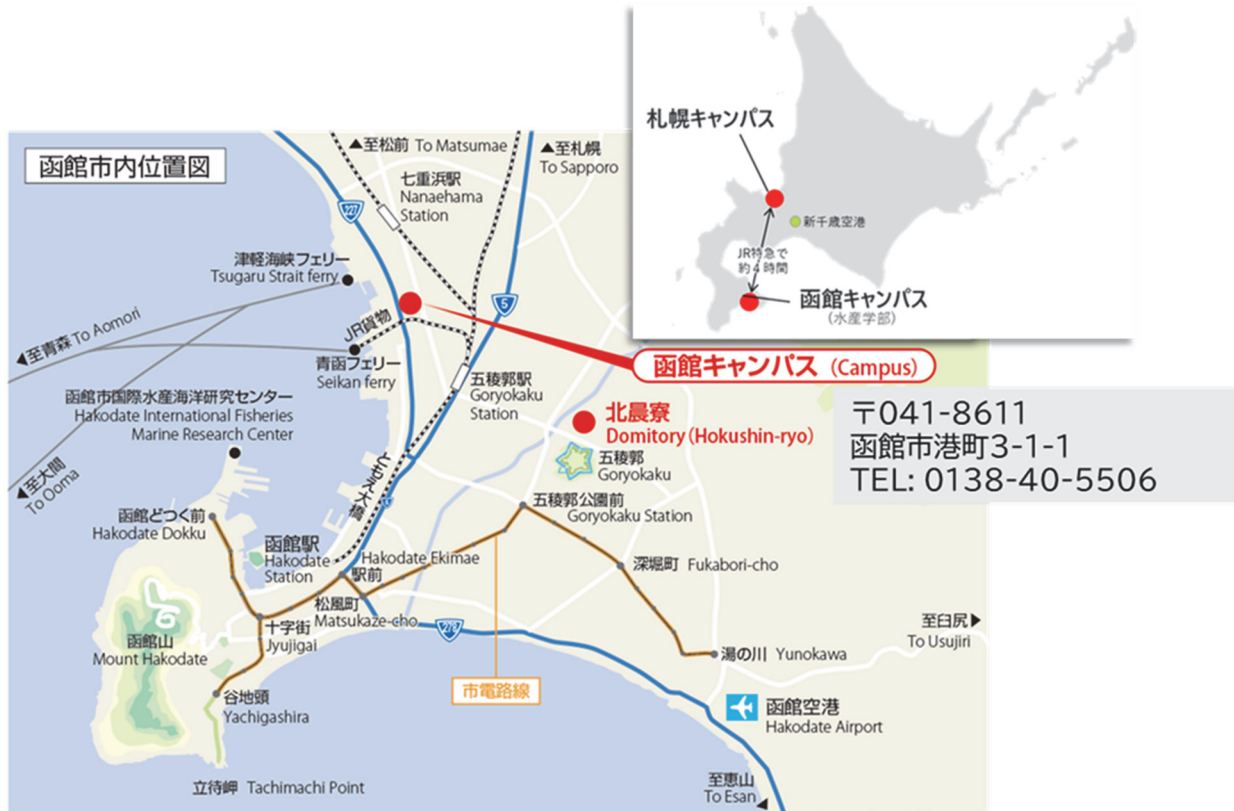 函館市内位置図
▲至松前 To Matsumae
七重浜駅
Nanaehama
Station
227
▲至札幌
To Sapporo
5
札幌キャンパス
新千歳空港
JR特急で
約4時間
函館キャンパス
(水産学部)
津軽海峡フェリー
Tsugaru Strait ferry
JR貨物
◀至青森 To Aomori
青函フェリー
Seikan ferry
函館キャンパス (Campus)
五稜郭駅
Goryokaku
Station
函館市国際水産海洋研究センター
Hakodate International Fisheries
Marine Research Center
北晨寮
Domitory(Hokushin-ryo)
〒041-8611
函館市港町3-1-1
TEL: 0138-40-5506
五稜郭
Goryokaku
◀至大間
To Ooma
ともえ大橋
函館どつく前
Hakodate Dokku
五稜郭公園前
Goryokaku Station
函館駅
Hakodate
Station
Hakodate Ekimae
駅前
深堀町 Fukabori-cho
松風町
Matsukaze-cho
十字街
Jyujigai
278
函館山
Mount Hakodate
至臼尻▶
To Usujiri
湯の川 Yunokawa
市電路線
谷地頭
Yachigashira
函館空港
Hakodate Airport
立待岬 Tachimachi Point
至恵山
To Esan